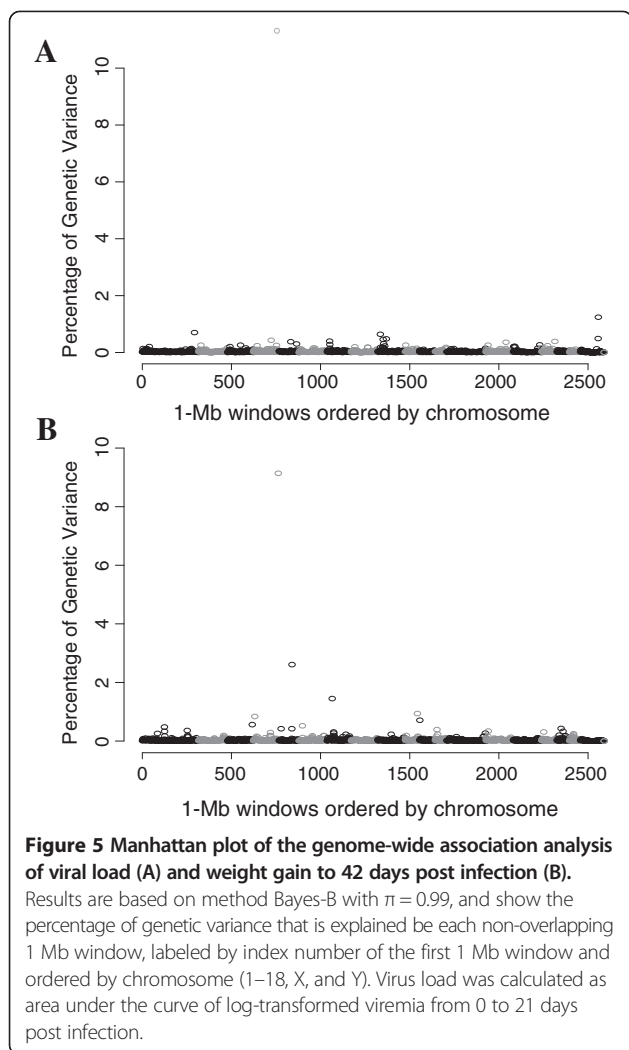 A
Percentage of Genetic Variance
10
8
6
4
2
0
0 500 1000 1500 2000 2500
1-Mb windows ordered by chromosome
B
Percentage of Genetic Variance
10
8
6
4
2
0
0 500 1000 1500 2000 2500
1-Mb windows ordered by chromosome
Figure 5 Manhattan plot of the genome-wide association analysis
of viral load (A) and weight gain to 42 days post infection (B).
Results are based on method Bayes-B with π = 0.99, and show the
percentage of genetic variance that is explained be each non-overlapping
1 Mb window, labeled by index number of the first 1 Mb window and
ordered by chromosome (1–18, X, and Y). Virus load was calculated as
area under the curve of log-transformed viremia from 0 to 21 days
post infection.